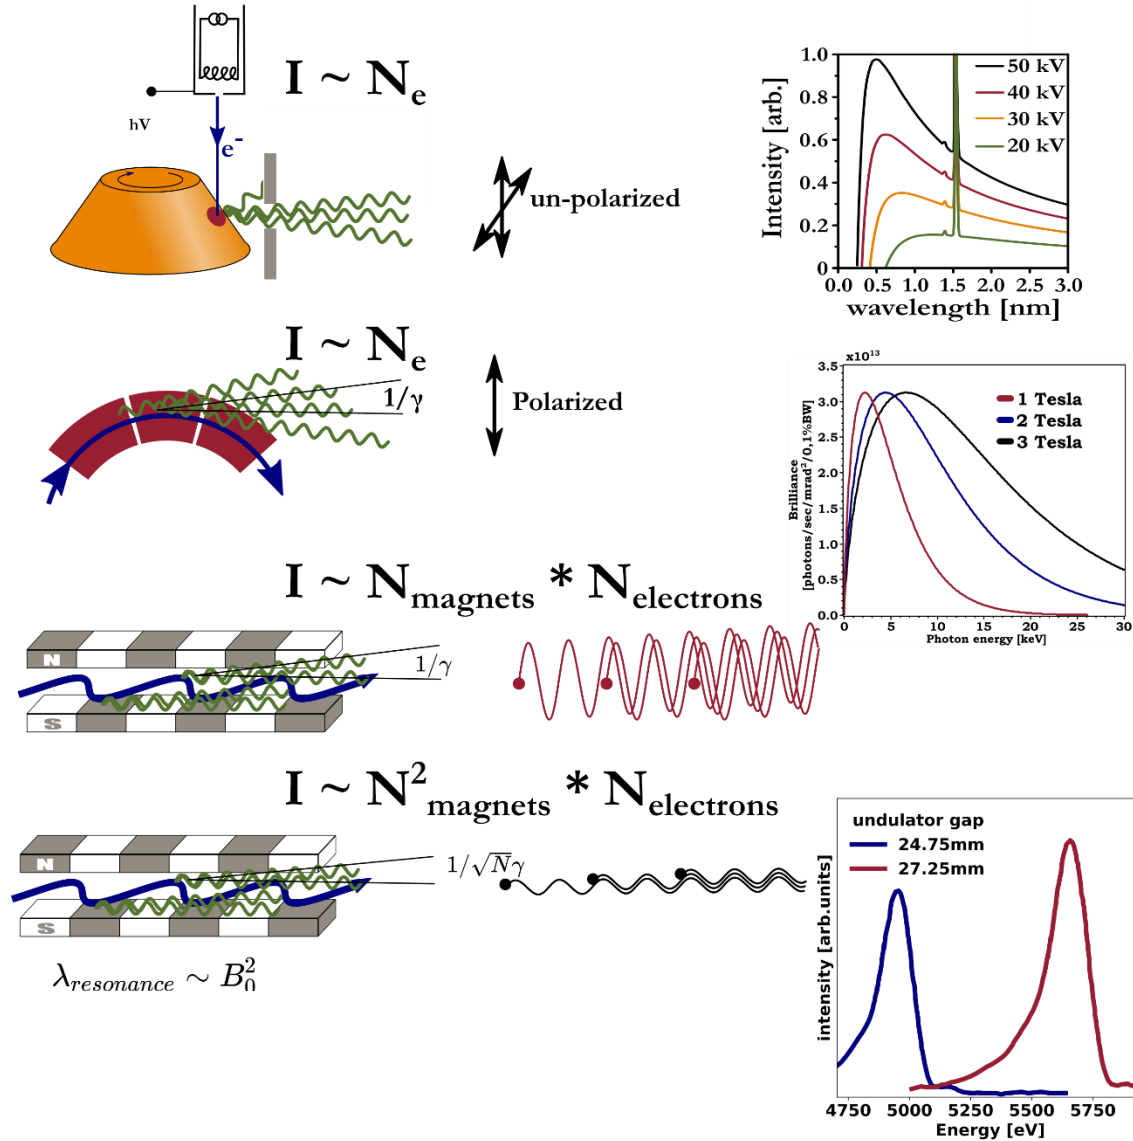 I ~ Nₑ
hV
e⁻
un-polarized
Intensity [arb.]
50 kV
40 kV
30 kV
20 kV
1.0
0.8
0.6
0.4
0.2
0
0.0 0.5 1.0 1.5 2.0 2.5 3.0
wavelength [nm]
I ~ Nₑ
1/γ
Polarized
x10¹³
Brilliance
[photons/sec/mrad²/0,1%BW]
1 Tesla
2 Tesla
3 Tesla
3.5
3.0
2.5
2.0
1.5
1.0
0.5
0.0
0 5 10 15 20 25 30
Photon energy [keV]
I ~ N_magnets * N_electrons
N
S
1/γ
I ~ N²_magnets * N_electrons
N
S
1/√Nγ
λ_resonance ~ B₀²
undulator gap
24.75mm
27.25mm
intensity [arb.units]
4750 5000 5250 5500 5750
Energy [eV]